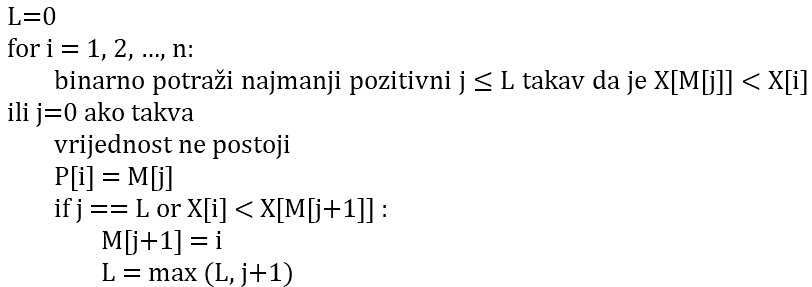 L=0
for i = 1, 2, ..., n:
binarno potraži najmanji pozitivni j ≤ L takav da je X[M[j]] < X[i]
ili j=0 ako takva
vrijednost ne postoji
P[i] = M[j]
if j == L or X[i] < X[M[j+1]] :
M[j+1] = i
L = max (L, j+1)